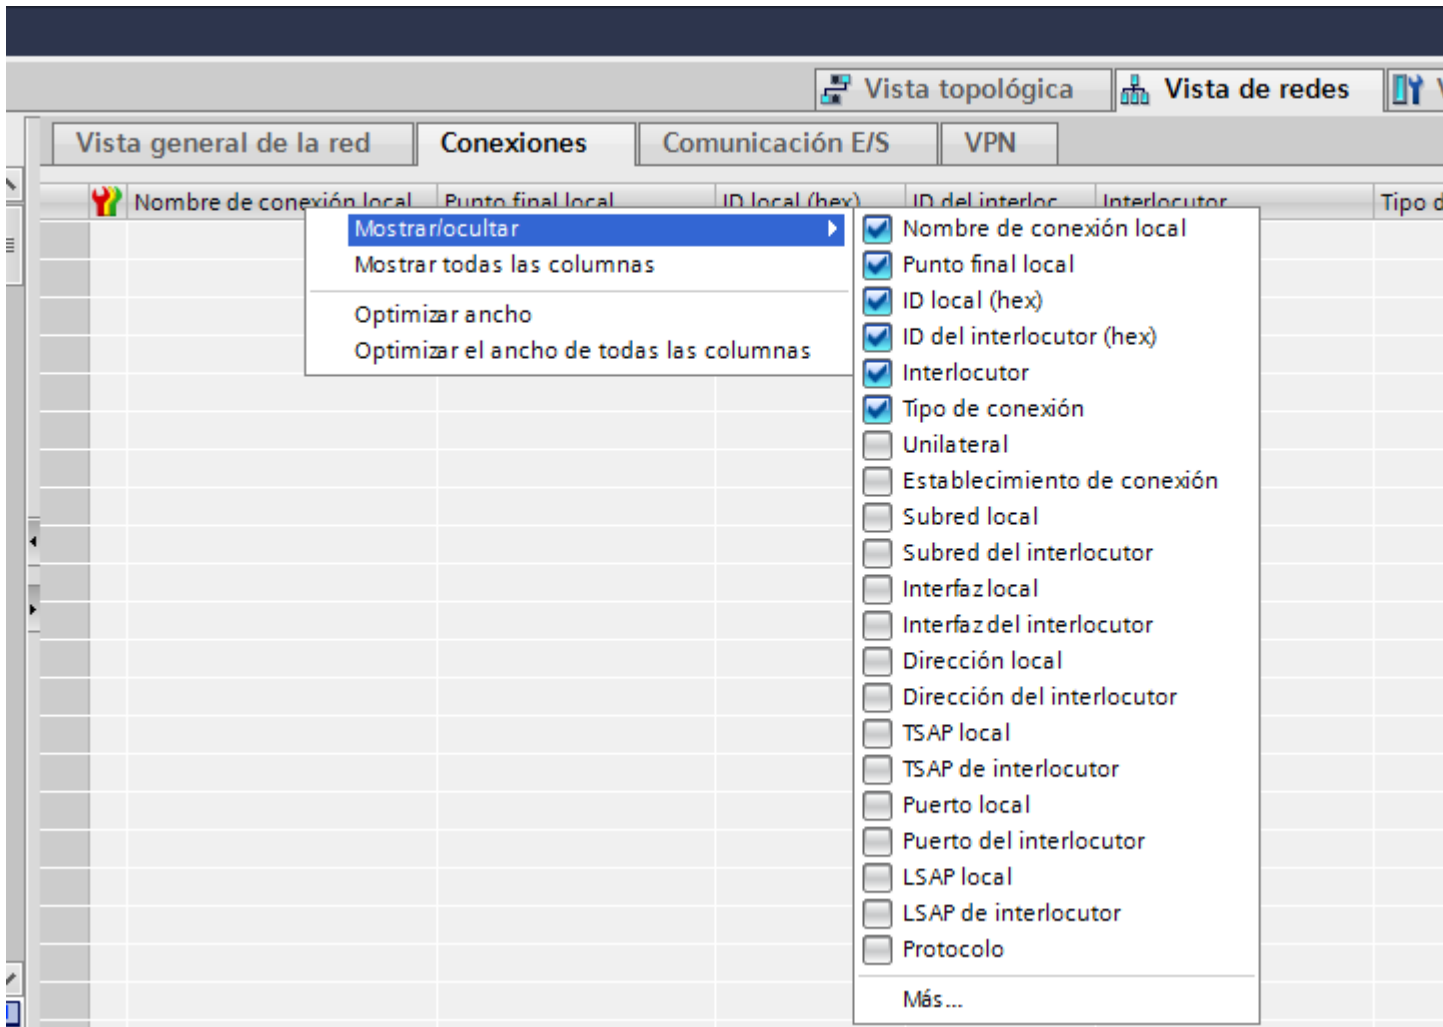 Vista topológica
Vista de redes
Vista general de la red
Conexiones
Comunicación E/S
VPN
Nombre de conexión local
Punto final local
ID local (hex)
ID del interloc
Interlocutor
Tipo d
Mostrar/ocultar
Mostrar todas las columnas
Optimizar ancho
Optimizar el ancho de todas las columnas
Nombre de conexión local
Punto final local
ID local (hex)
ID del interlocutor (hex)
Interlocutor
Tipo de conexión
Unilateral
Establecimiento de conexión
Subred local
Subred del interlocutor
Interfaz local
Interfaz del interlocutor
Dirección local
Dirección del interlocutor
TSAP local
TSAP de interlocutor
Puerto local
Puerto del interlocutor
LSAP local
LSAP de interlocutor
Protocolo
Más...